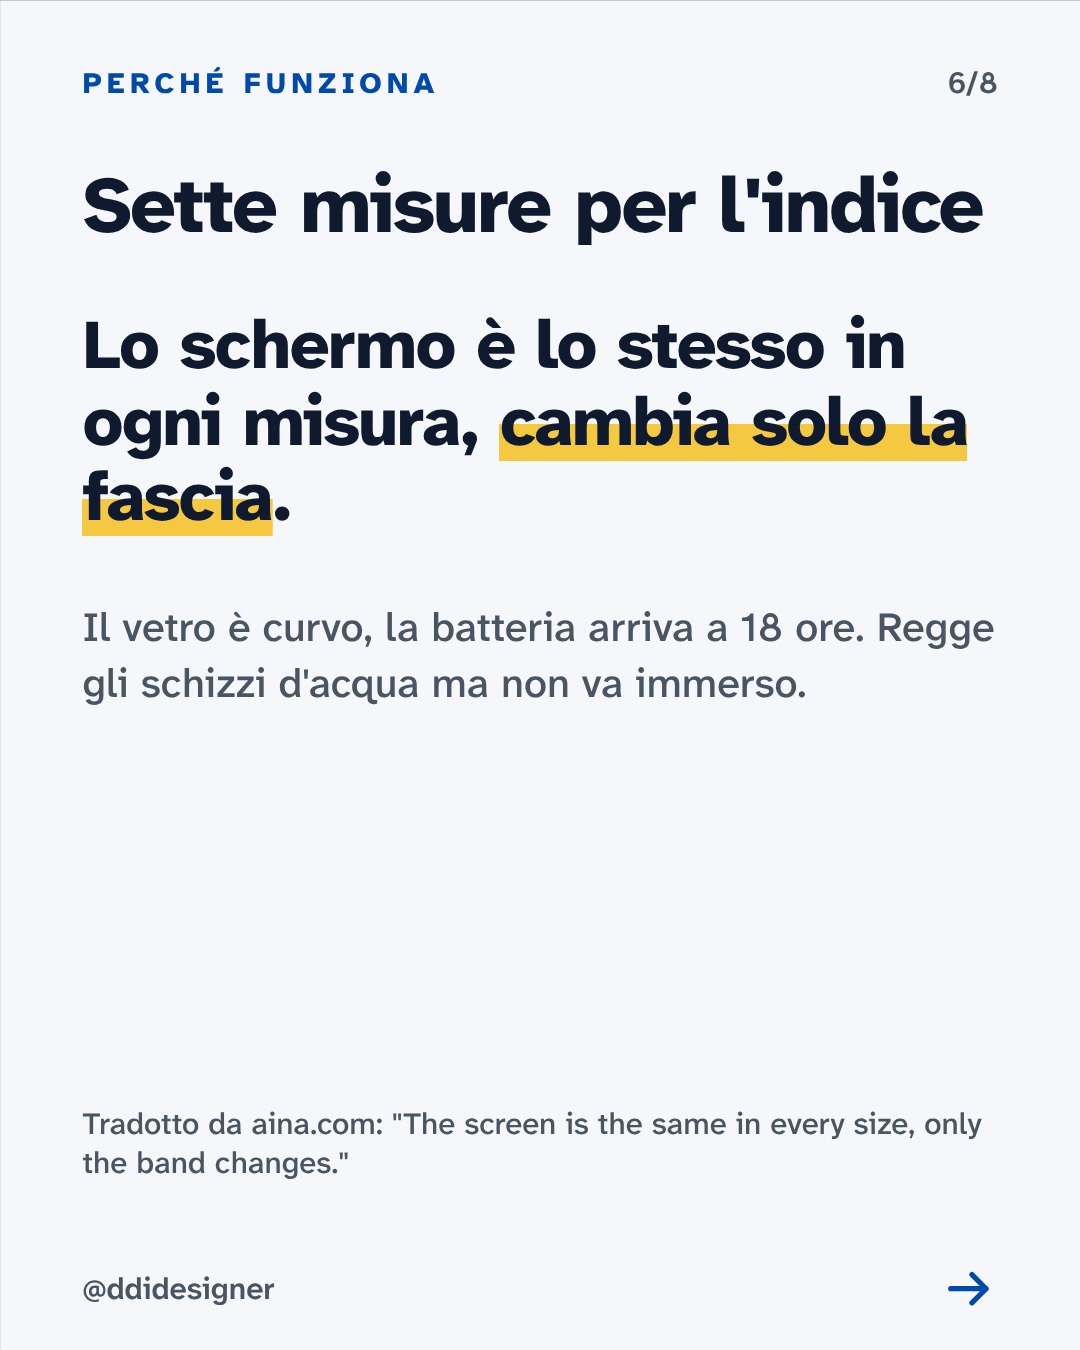 PERCHÉ FUNZIONA
6/8
Sette misure per l'indice
Lo schermo è lo stesso in
ogni misura, cambia solo la
fascia.
Il vetro è curvo, la batteria arriva a 18 ore. Regge
gli schizzi d'acqua ma non va immerso.
Tradotto da aina.com: "The screen is the same in every size, only
the band changes."
@ddidesigner